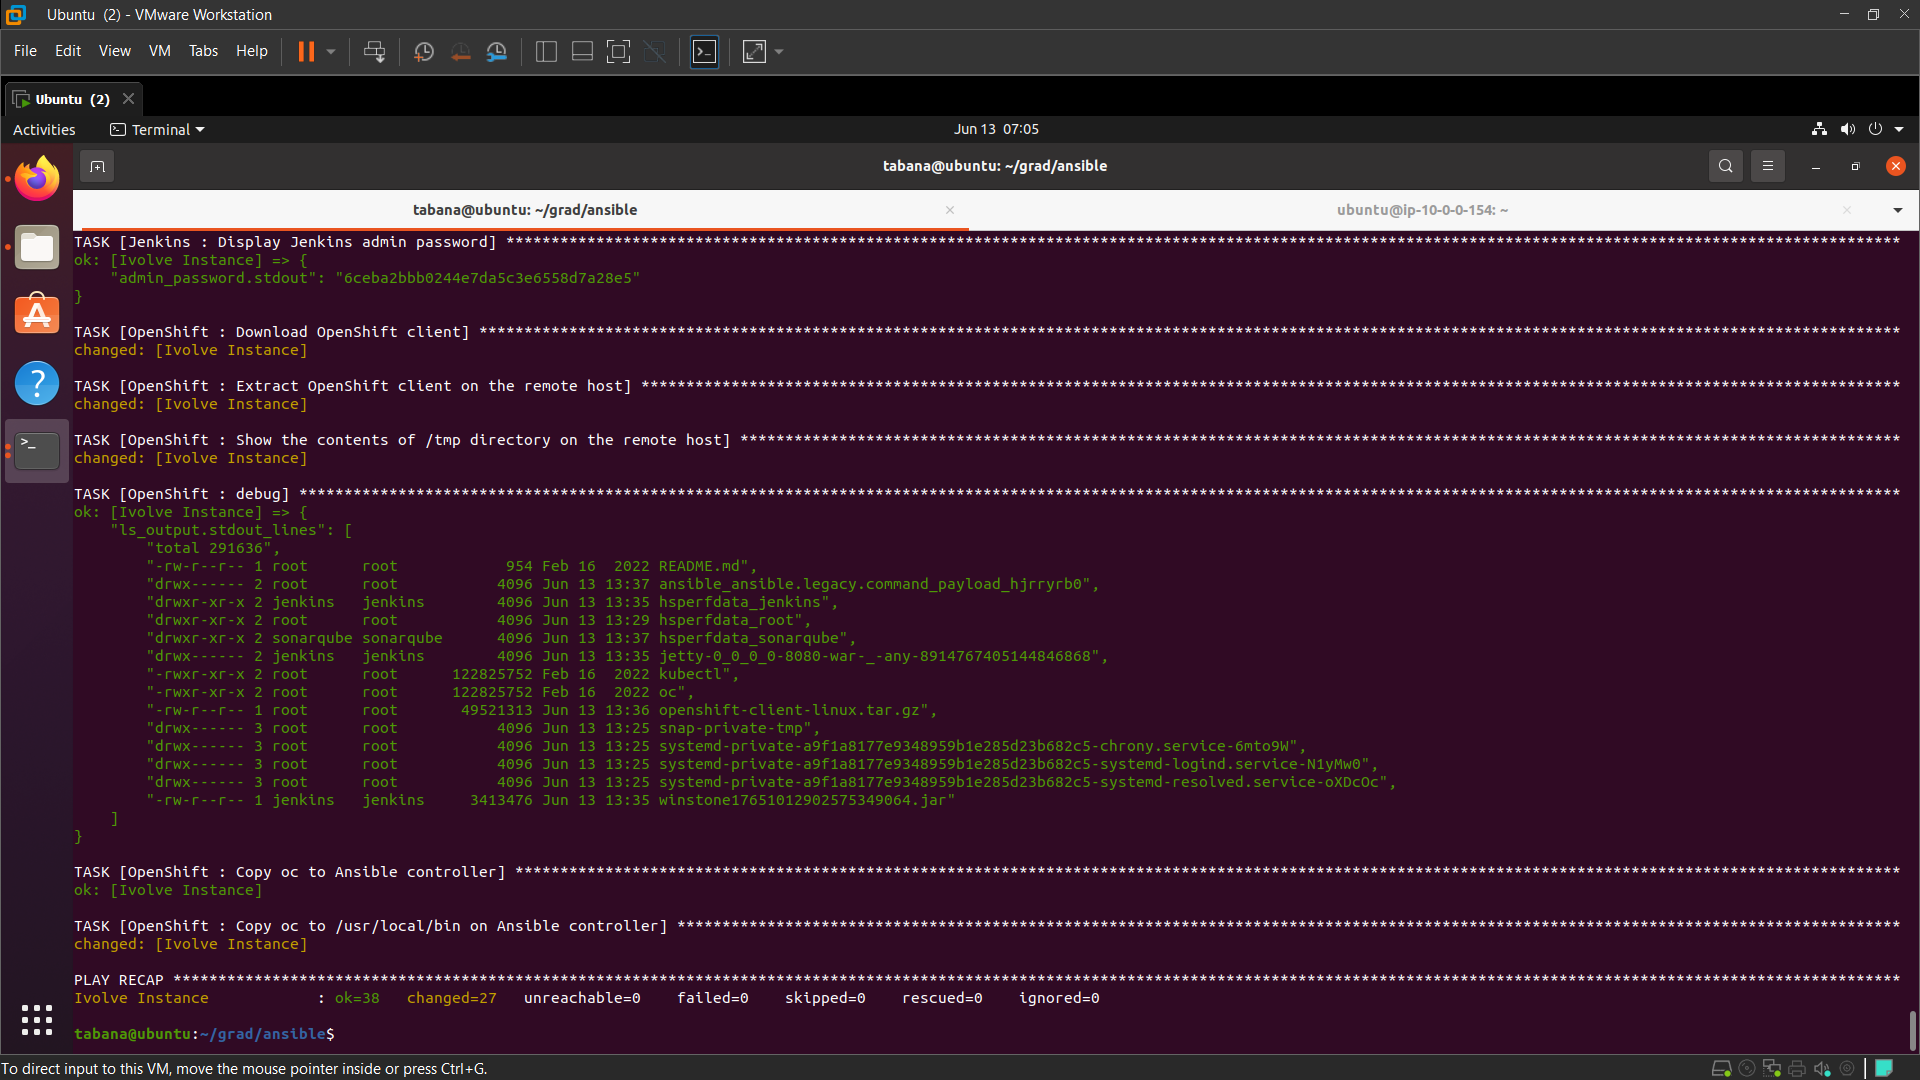 Ubuntu (2) - VMware Workstation
File Edit View VM Tabs Help
Ubuntu (2)
Activities Terminal Jun 13 07:05
tabana@ubuntu: ~/grad/ansible
tabana@ubuntu: ~/grad/ansible ubuntu@ip-10-0-0-154: ~
TASK [Jenkins : Display Jenkins admin password] ***********************************************************************************************************************************************************
ok: [Ivolve Instance] => {
    "admin_password.stdout": "6ceba2bbb0244e7da5c3e6558d7a28e5"
}
TASK [OpenShift : Download OpenShift client] **************************************************************************************************************************************************************
changed: [Ivolve Instance]
TASK [OpenShift : Extract OpenShift client on the remote host] ********************************************************************************************************************************************
changed: [Ivolve Instance]
TASK [OpenShift : Show the contents of /tmp directory on the remote host] *********************************************************************************************************************************
changed: [Ivolve Instance]
TASK [OpenShift : debug] **********************************************************************************************************************************************************************************
ok: [Ivolve Instance] => {
    "ls_output.stdout_lines": [
        "total 291636",
        "-rw-r--r-- 1 root      root            954 Feb 16  2022 README.md",
        "drwx------ 2 root      root           4096 Jun 13 13:37 ansible_ansible.legacy.command_payload_hjrryrb0",
        "drwxr-xr-x 2 jenkins   jenkins        4096 Jun 13 13:35 hsperfdata_jenkins",
        "drwxr-xr-x 2 root      root           4096 Jun 13 13:29 hsperfdata_root",
        "drwxr-xr-x 2 sonarqube sonarqube      4096 Jun 13 13:37 hsperfdata_sonarqube",
        "drwx------ 2 jenkins   jenkins        4096 Jun 13 13:35 jetty-0_0_0_0-8080-war-_-any-8914767405144846868",
        "-rwxr-xr-x 2 root      root      122825752 Feb 16  2022 kubectl",
        "-rwxr-xr-x 2 root      root      122825752 Feb 16  2022 oc",
        "-rw-r--r-- 1 root      root       49521313 Jun 13 13:36 openshift-client-linux.tar.gz",
        "drwx------ 3 root      root           4096 Jun 13 13:25 snap-private-tmp",
        "drwx------ 3 root      root           4096 Jun 13 13:25 systemd-private-a9f1a8177e9348959b1e285d23b682c5-chrony.service-6mto9W",
        "drwx------ 3 root      root           4096 Jun 13 13:25 systemd-private-a9f1a8177e9348959b1e285d23b682c5-systemd-logind.service-N1yMw0",
        "drwx------ 3 root      root           4096 Jun 13 13:25 systemd-private-a9f1a8177e9348959b1e285d23b682c5-systemd-resolved.service-oXDcOc",
        "-rw-r--r-- 1 jenkins   jenkins     3413476 Jun 13 13:35 winstone17651012902575349064.jar"
    ]
}
TASK [OpenShift : Copy oc to Ansible controller] **********************************************************************************************************************************************************
ok: [Ivolve Instance]
TASK [OpenShift : Copy oc to /usr/local/bin on Ansible controller] ****************************************************************************************************************************************
changed: [Ivolve Instance]
PLAY RECAP ************************************************************************************************************************************************************************************************
Ivolve Instance            : ok=38   changed=27   unreachable=0    failed=0    skipped=0    rescued=0    ignored=0
tabana@ubuntu:~/grad/ansible$
To direct input to this VM, move the mouse pointer inside or press Ctrl+G.